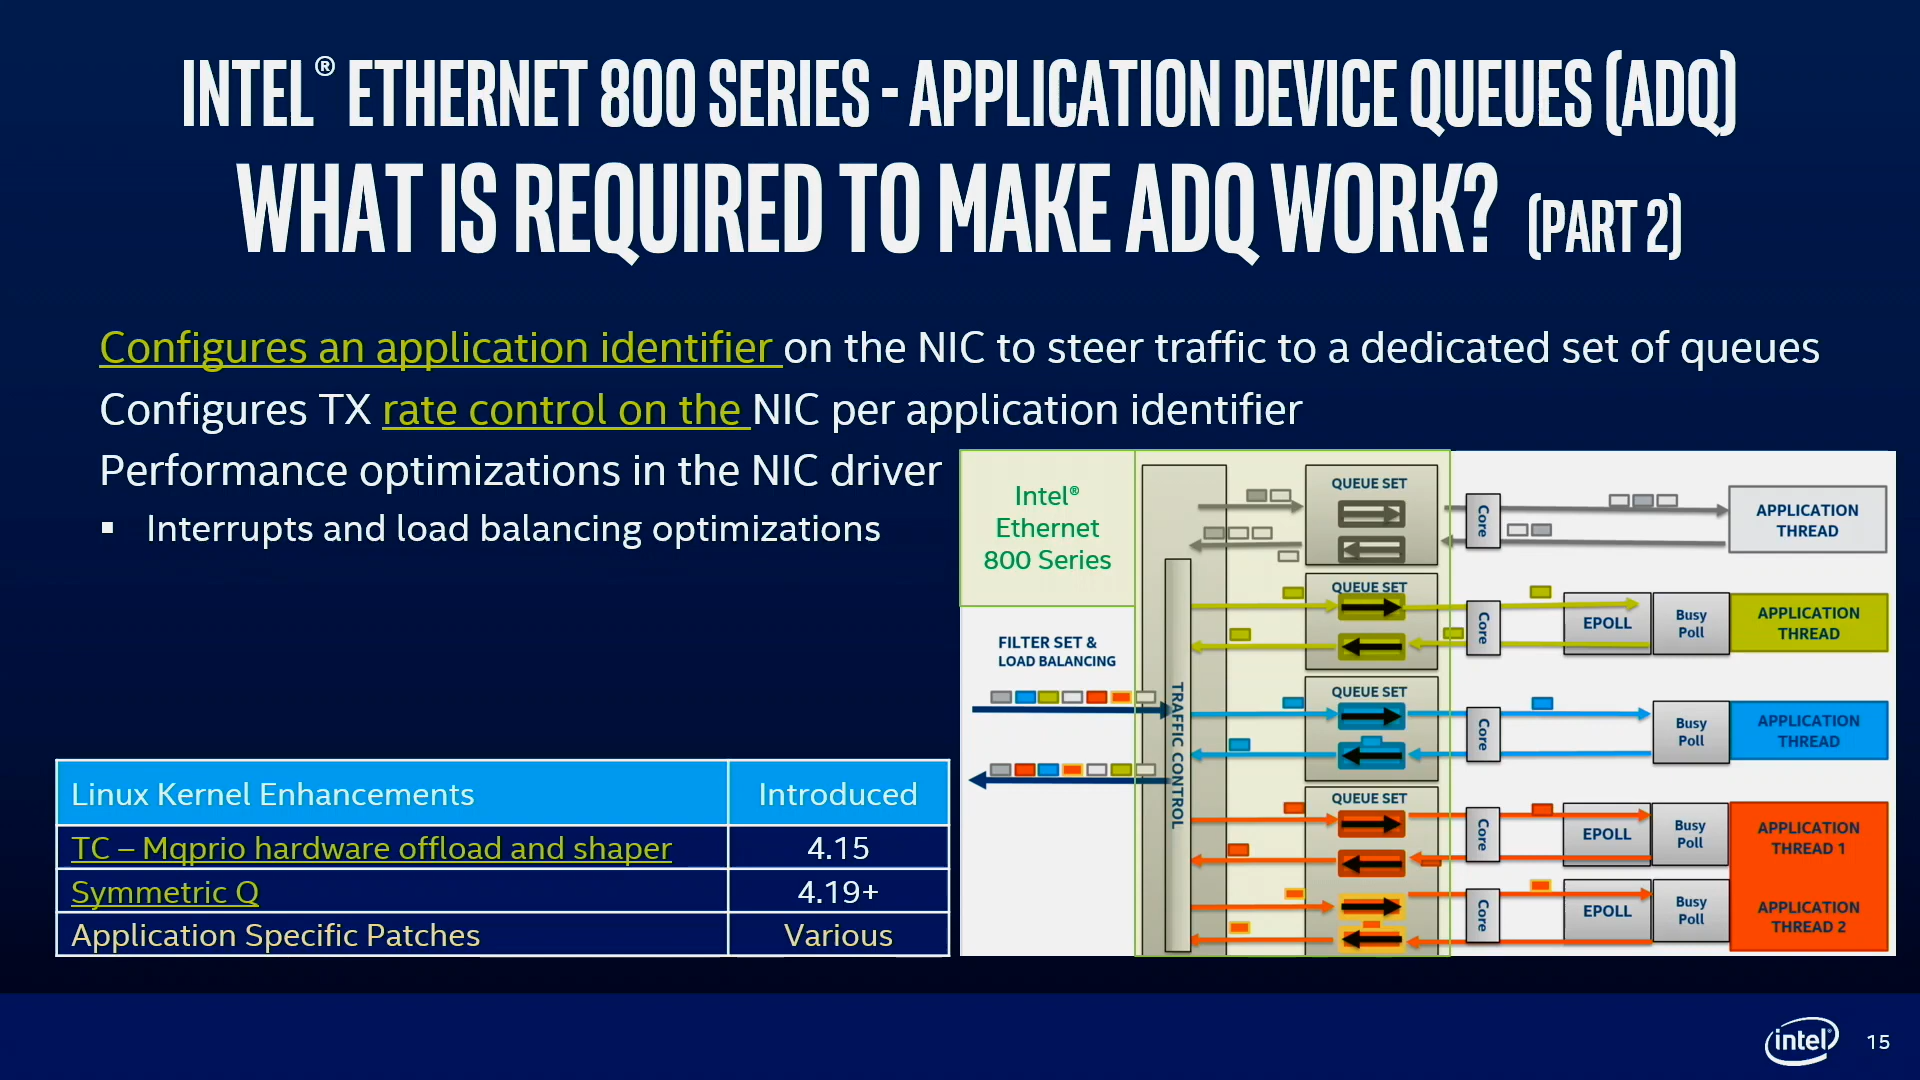 INTEL® ETHERNET 800 SERIES - APPLICATION DEVICE QUEUES (ADQ)
WHAT IS REQUIRED TO MAKE ADQ WORK? (PART 2)
Configures an application identifier on the NIC to steer traffic to a dedicated set of queues
Configures TX rate control on the NIC per application identifier
Performance optimizations in the NIC driver
▪ Interrupts and load balancing optimizations
Linux Kernel Enhancements Introduced
TC – Mqprio hardware offload and shaper 4.15
Symmetric Q 4.19+
Application Specific Patches Various
Intel®
Ethernet
800 Series
FILTER SET &
LOAD BALANCING
TRAFFIC CONTROL
QUEUE SET
Core
APPLICATION
THREAD
QUEUE SET
Core
EPOLL
Busy
Poll
APPLICATION
THREAD
QUEUE SET
Core
Busy
Poll
APPLICATION
THREAD
QUEUE SET
Core
EPOLL
Busy
Poll
APPLICATION
THREAD 1
Core
EPOLL
Busy
Poll
APPLICATION
THREAD 2
intel
15